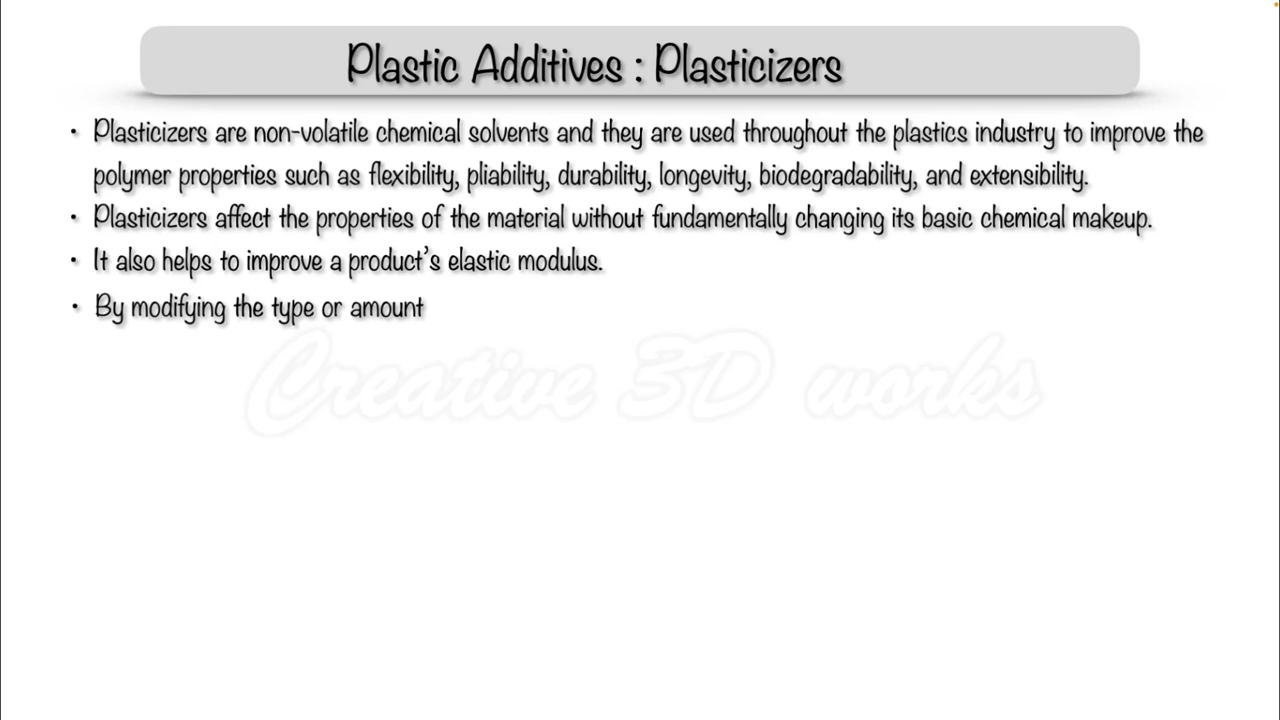 Plastic Additives : Plasticizers
• Plasticizers are non-volatile chemical solvents and they are used throughout the plastics industry to improve the
polymer properties such as flexibility, pliability, durability, longevity, biodegradability, and extensibility.
• Plasticizers affect the properties of the material without fundamentally changing its basic chemical makeup.
• It also helps to improve a product’s elastic modulus.
• By modifying the type or amount
Creative 3D works